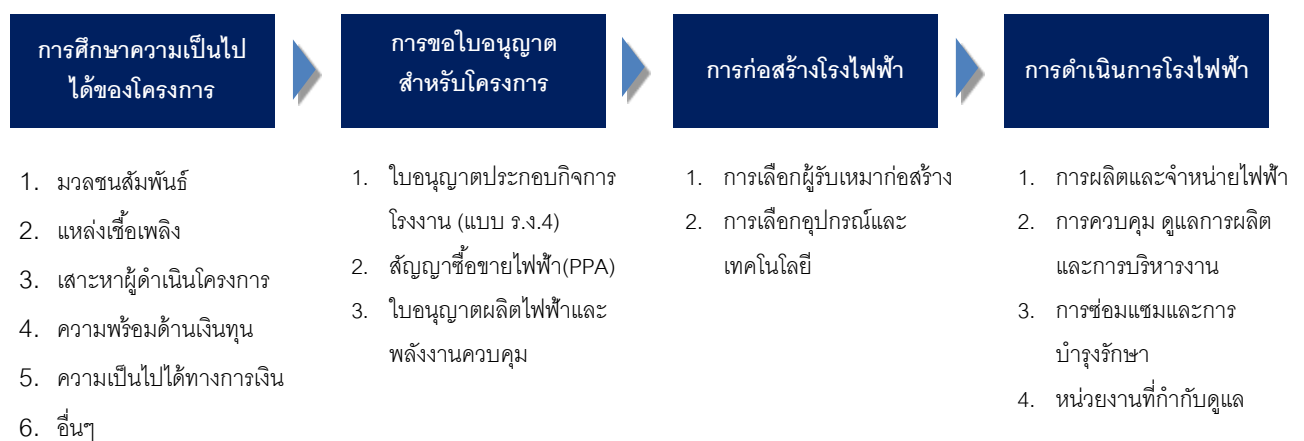 การศึกษาความเป็นไป
ได้ของโครงการ
1. มวลชนสัมพันธ์
2. แหล่งเชื้อเพลิง
3. เสาะหาผู้ดำเนินโครงการ
4. ความพร้อมด้านเงินทุน
5. ความเป็นไปได้ทางการเงิน
6. อื่นๆ
การขอใบอนุญาต
สำหรับโครงการ
1. ใบอนุญาตประกอบกิจการ
โรงงาน (แบบ ร.ง.4)
2. สัญญาซื้อขายไฟฟ้า(PPA)
3. ใบอนุญาตผลิตไฟฟ้าและ
พลังงานควบคุม
การก่อสร้างโรงไฟฟ้า
1. การเลือกผู้รับเหมาก่อสร้าง
2. การเลือกอุปกรณ์และ
เทคโนโลยี
การดำเนินการโรงไฟฟ้า
1. การผลิตและจำหน่ายไฟฟ้า
2. การควบคุม ดูแลการผลิต
และการบริหารงาน
3. การซ่อมแซมและการ
บำรุงรักษา
4. หน่วยงานที่กำกับดูแล